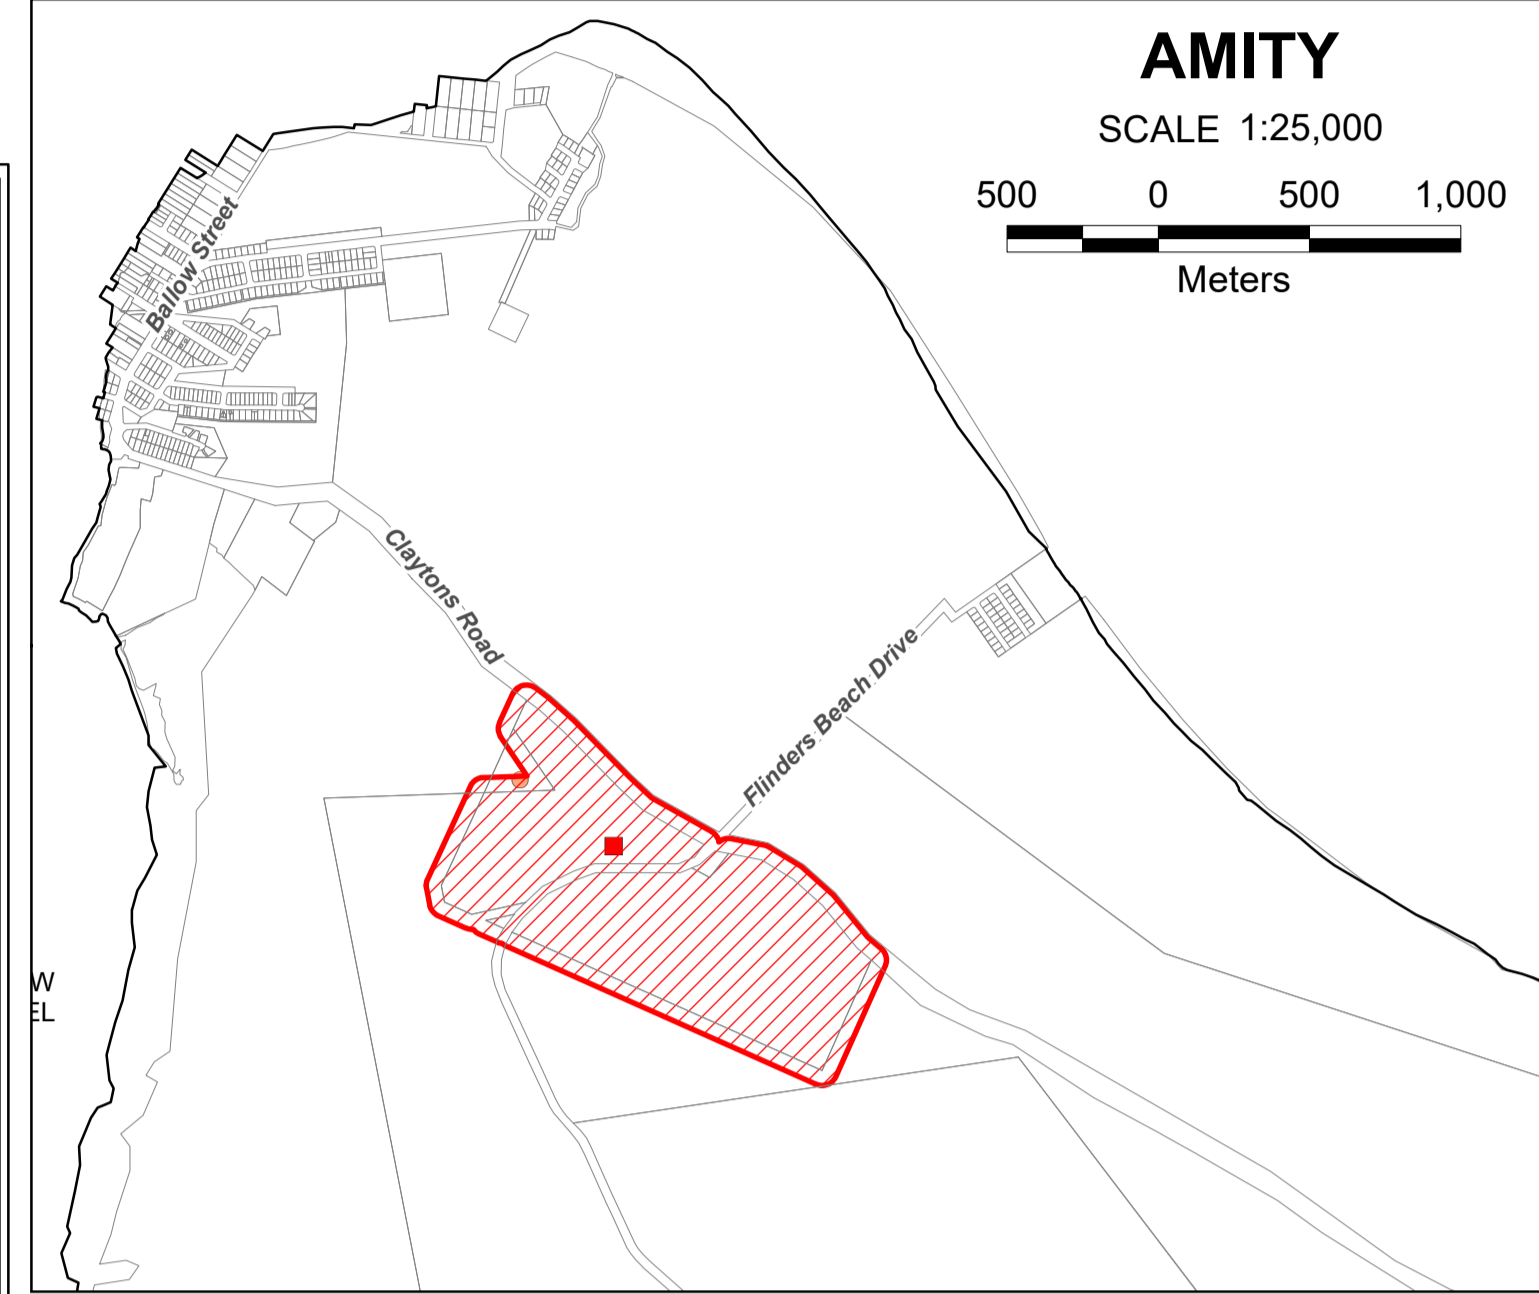 AMITY
SCALE 1:25,000
500 0 500 1,000
Meters
Ballow Street
Claytons Road
Flinders Beach Drive
W
EL